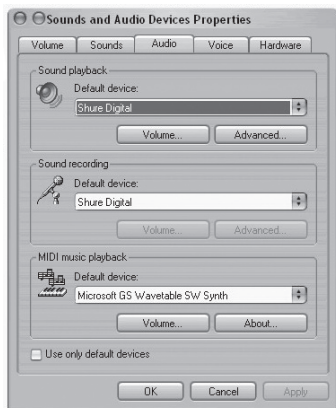 Sounds and Audio Devices Properties
Volume Sounds Audio Voice Hardware
Sound playback
Default device:
Shure Digital
Volume... Advanced...
Sound recording
Default device:
Shure Digital
Volume... Advanced...
MIDI music playback
Default device:
Microsoft GS Wavetable SW Synth
Volume... About...
Use only default devices
OK Cancel Apply